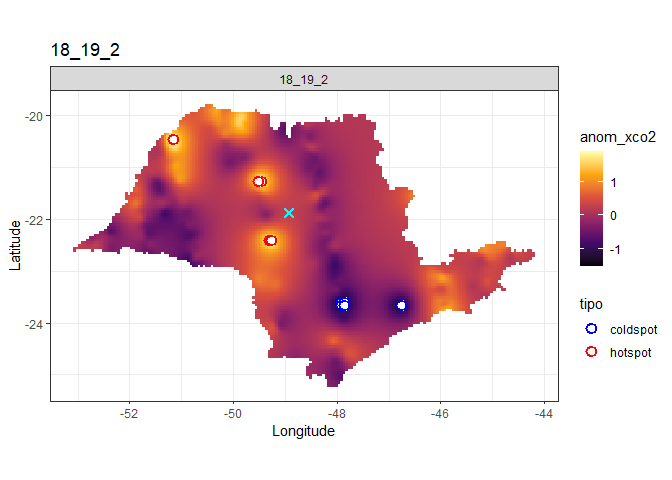 18_19_2
18_19_2
-20
-22
-24
Latitude
-52
-50
-48
-46
-44
Longitude
anom_xco2
1
0
-1
tipo
coldspot
hotspot